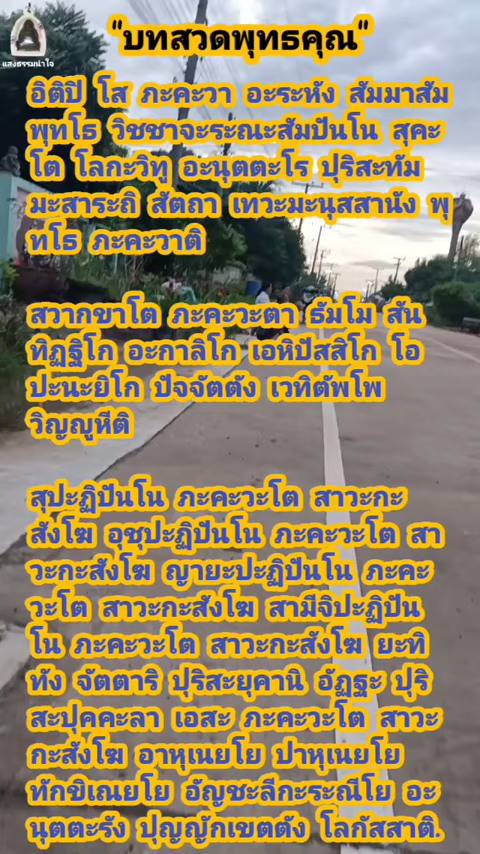 "บทสวดพุทธคุณ"
แสงธรรมนำใจ
อิติปิ โส ภะคะวา อะระหัง สัมมาสัม
พุทโธ วิชชาจะระณะสัมปันโน สุคะ
โต โลกะวิทู อะนุตตะโร ปุริสะทัม
มะสาระถิ สัตถา เทวะมะนุสสานัง พุ
ทโธ ภะคะวาติ
สวากขาโต ภะคะวะตา ธัมโม สัน
ทิฏฐิโก อะกาลิโก เอหิปัสสิโก โอ
ปะนะยิโก ปัจจัตตัง เวทิตัพโพ
วิญญูหีติ
สุปะฏิปันโน ภะคะวะโต สาวะกะ
สังโฆ อุชุปะฏิปันโน ภะคะวะโต สา
วะกะสังโฆ ญายะปะฏิปันโน ภะคะ
วะโต สาวะกะสังโฆ สามีจิปะฏิปัน
โน ภะคะวะโต สาวะกะสังโฆ ยะทิ
ทัง จัตตาริ ปุริสะยุคานิ อัฏฐะ ปุริ
สะปุคคะลา เอสะ ภะคะวะโต สาวะ
กะสังโฆ อาหุเนยโย ปาหุเนยโย
ทักขิเณยโย อัญชะลีกะระณีโย อะ
นุตตะรัง ปุญญักเขตตัง โลกัสสาติ.